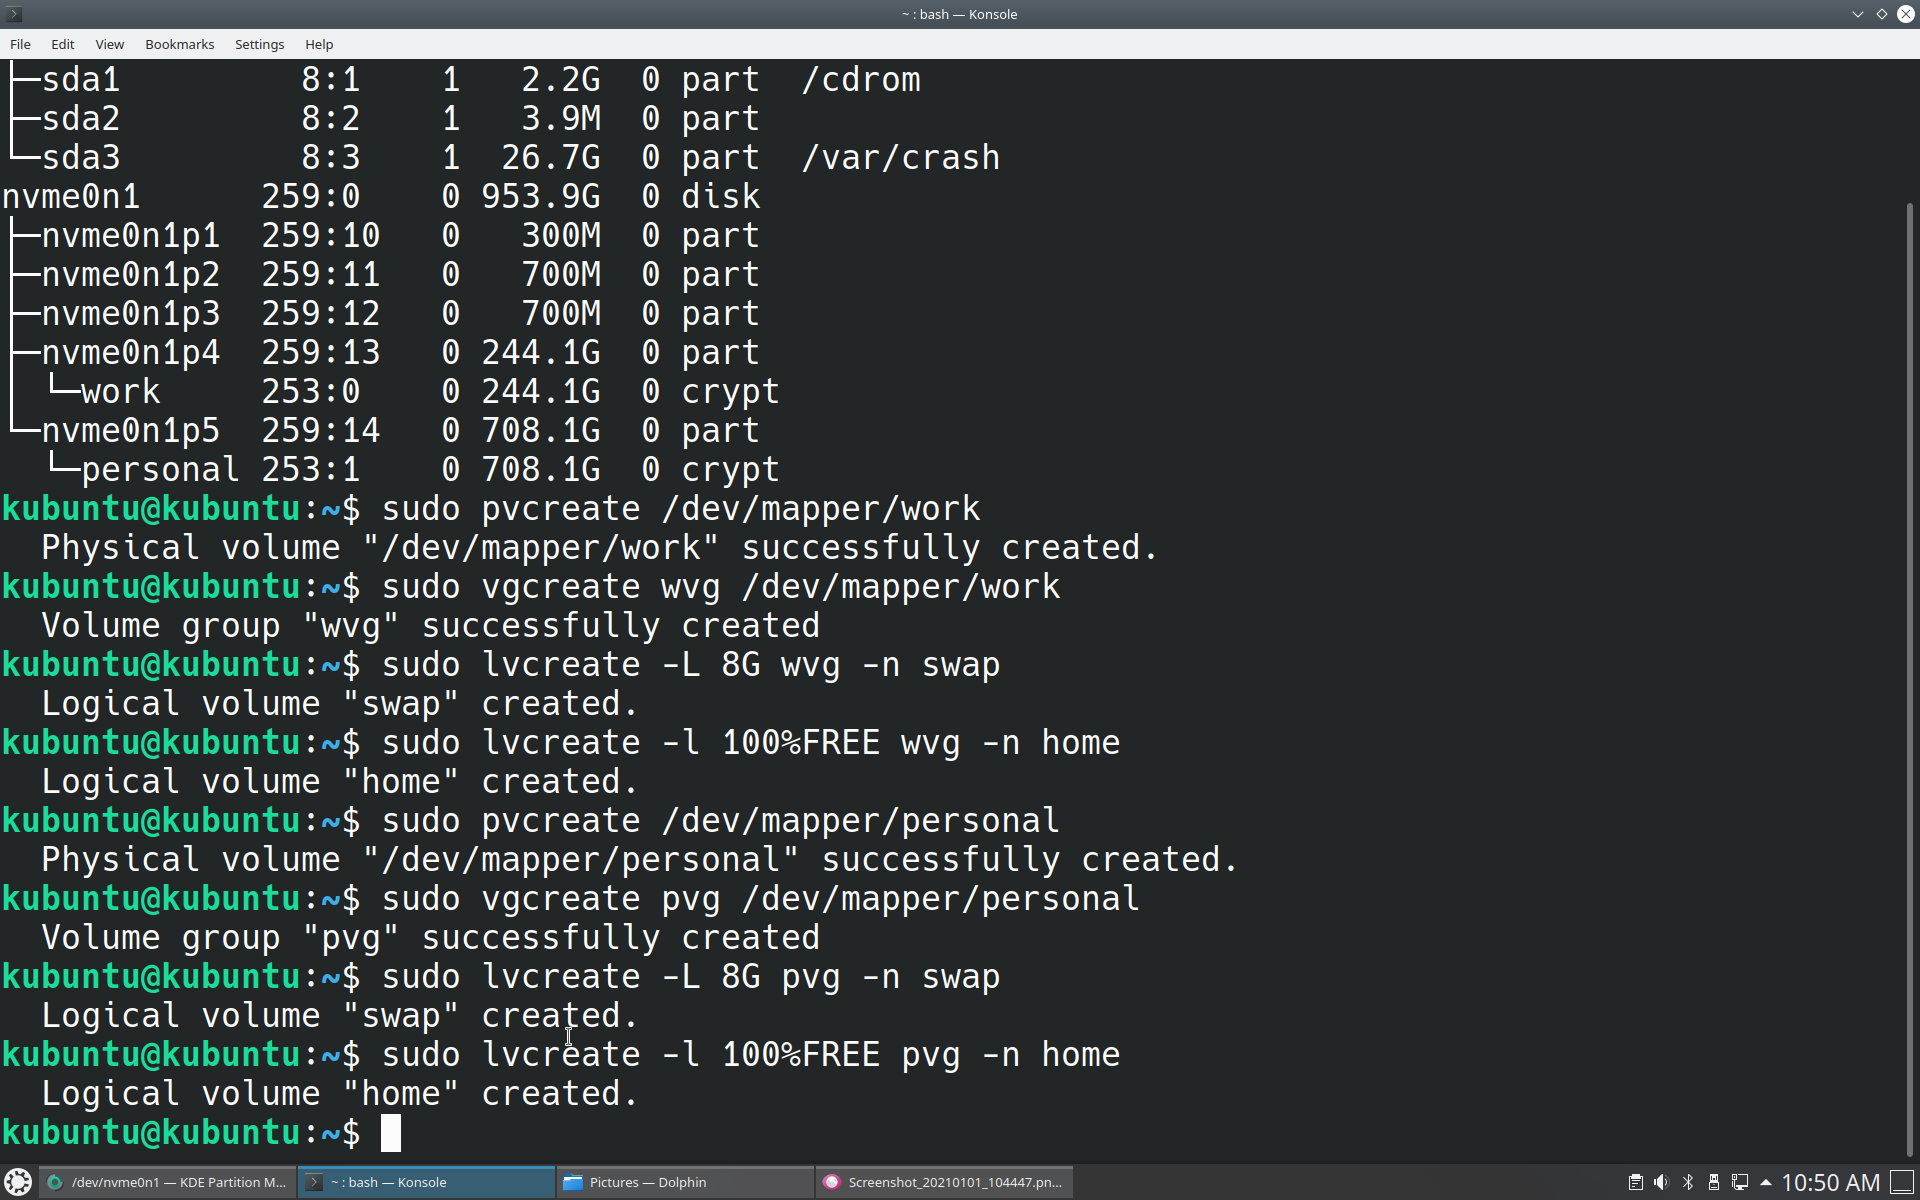 ~ : bash — Konsole
File Edit View Bookmarks Settings Help
├─sda1 8:1 1 2.2G 0 part /cdrom
├─sda2 8:2 1 3.9M 0 part
└─sda3 8:3 1 26.7G 0 part /var/crash
nvme0n1 259:0 0 953.9G 0 disk
├─nvme0n1p1 259:10 0 300M 0 part
├─nvme0n1p2 259:11 0 700M 0 part
├─nvme0n1p3 259:12 0 700M 0 part
├─nvme0n1p4 259:13 0 244.1G 0 part
│ └─work 253:0 0 244.1G 0 crypt
└─nvme0n1p5 259:14 0 708.1G 0 part
└─personal 253:1 0 708.1G 0 crypt
kubuntu@kubuntu:~$ sudo pvcreate /dev/mapper/work
Physical volume "/dev/mapper/work" successfully created.
kubuntu@kubuntu:~$ sudo vgcreate wvg /dev/mapper/work
Volume group "wvg" successfully created
kubuntu@kubuntu:~$ sudo lvcreate -L 8G wvg -n swap
Logical volume "swap" created.
kubuntu@kubuntu:~$ sudo lvcreate -l 100%FREE wvg -n home
Logical volume "home" created.
kubuntu@kubuntu:~$ sudo pvcreate /dev/mapper/personal
Physical volume "/dev/mapper/personal" successfully created.
kubuntu@kubuntu:~$ sudo vgcreate pvg /dev/mapper/personal
Volume group "pvg" successfully created
kubuntu@kubuntu:~$ sudo lvcreate -L 8G pvg -n swap
Logical volume "swap" created.
kubuntu@kubuntu:~$ sudo lvcreate -l 100%FREE pvg -n home
Logical volume "home" created.
kubuntu@kubuntu:~$
/dev/nvme0n1 — KDE Partition M... ~ : bash — Konsole Pictures — Dolphin Screenshot_20210101_104447.pn... 10:50 AM